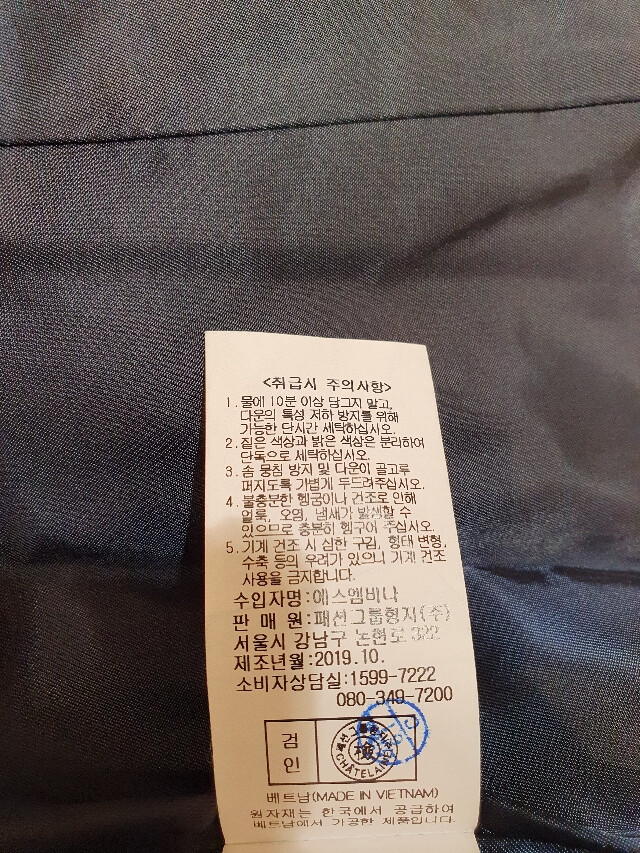 <취급시 주의사항>
1. 물에 10분 이상 담그지 말고,
다운의 특성 저하 방지를 위해
가능한 단시간 세탁하십시오.
2. 짙은 색상과 밝은 색상은 분리하여
단독으로 세탁하십시오.
3. 솜 뭉침 방지 및 다운이 골고루
퍼지도록 가볍게 두드려주십시오.
4. 불충분한 헹굼이나 건조로 인해
얼룩, 오염, 냄새가 발생할 수
있으므로 충분히 헹구어 주십시오.
5. 기계 건조 시 심한 구김, 형태 변형,
수축 등의 우려가 있으니 기계 건조
사용을 금지합니다.
수입자명:에스엠비나
판 매 원:패션그룹형지(주)
서울시 강남구 논현로 322
제조년월:2019.10.
소비자상담실:1599-7222
080-349-7200
검
인
패션그룹형지
檢
CHATELAINE
베트남(MADE IN VIETNAM)
원자재는 한국에서 공급하여
베트남에서 가공한 제품입니다.